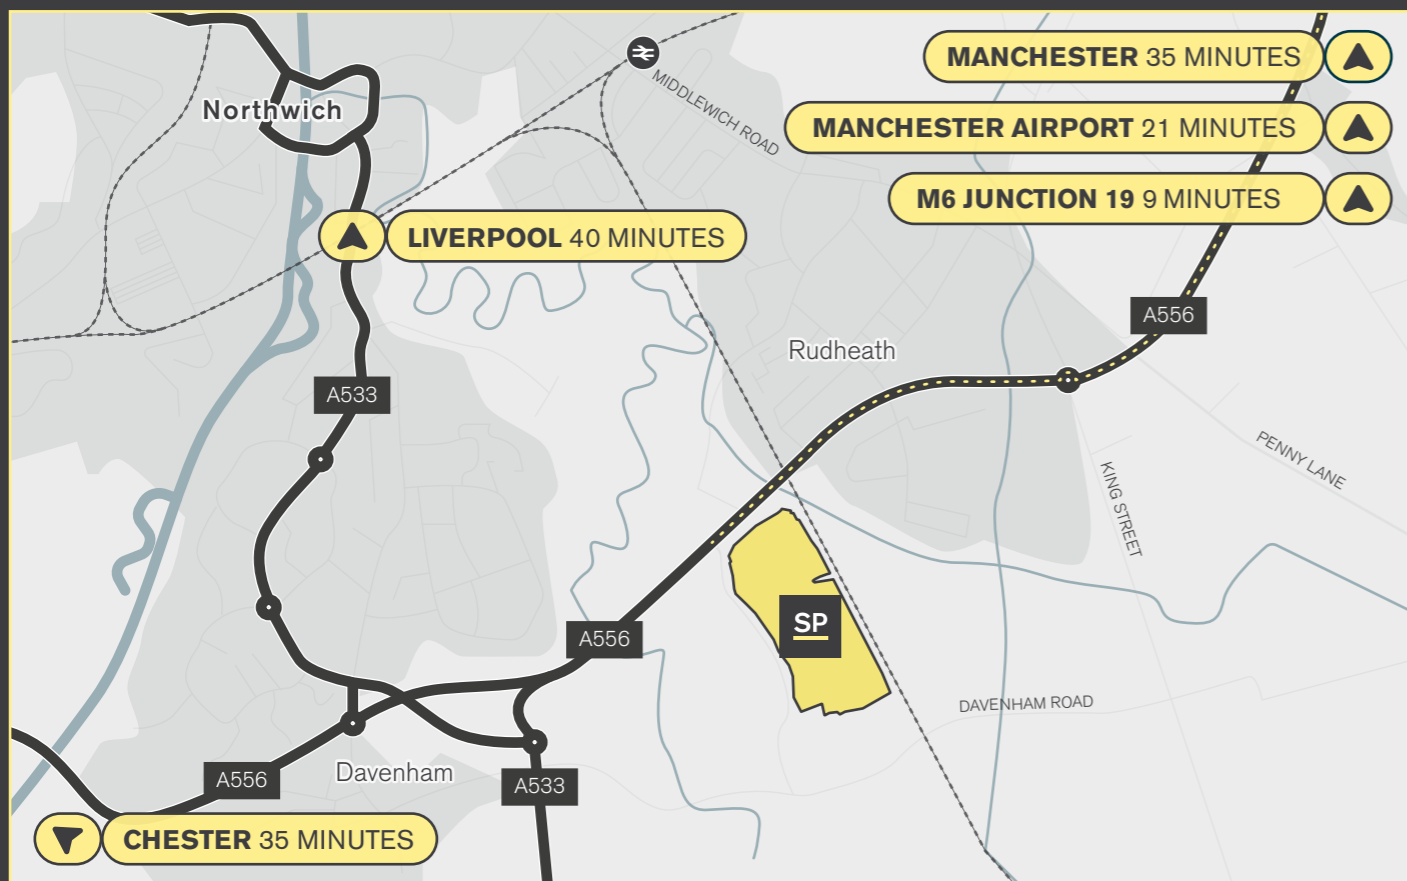 MANCHESTER 35 MINUTES
MIDDLEWICH ROAD
Northwich
MANCHESTER AIRPORT 21 MINUTES
M6 JUNCTION 19 9 MINUTES
LIVERPOOL 40 MINUTES
A556
Rudheath
A533
PENNY LANE
KING STREET
SP
A556
DAVENHAM ROAD
Davenham
A556
A533
CHESTER 35 MINUTES